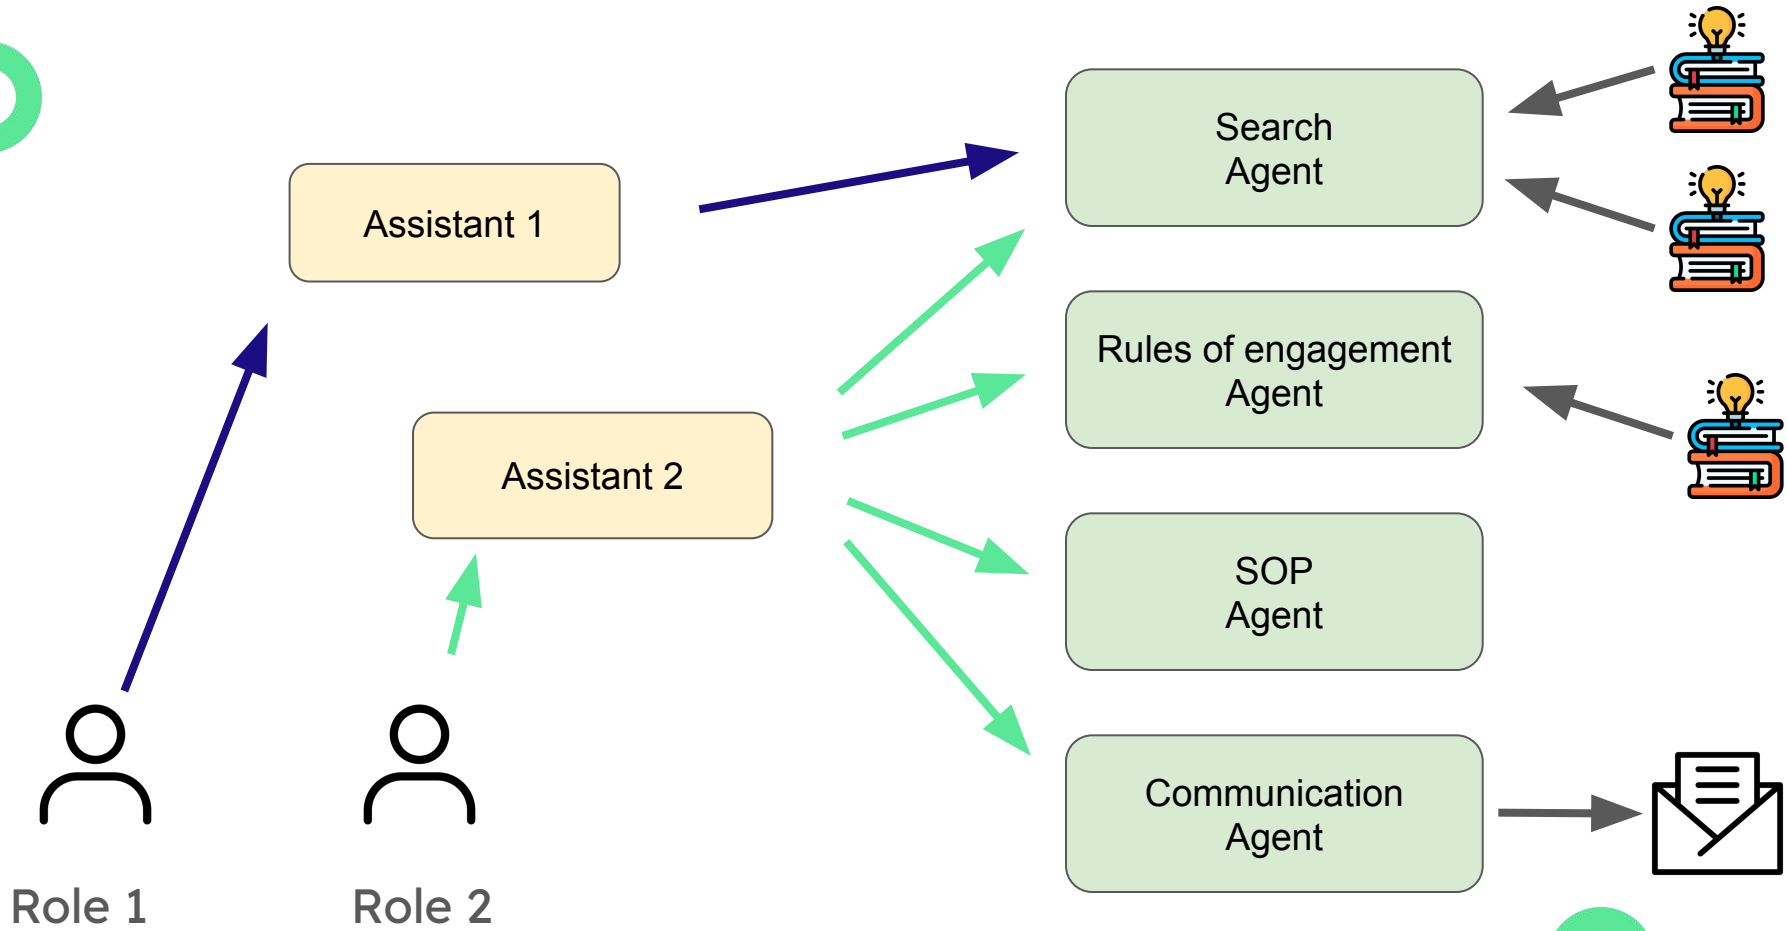 Search
Agent
Assistant 1
Rules of engagement
Agent
Assistant 2
SOP
Agent
Communication
Agent
Role 1
Role 2